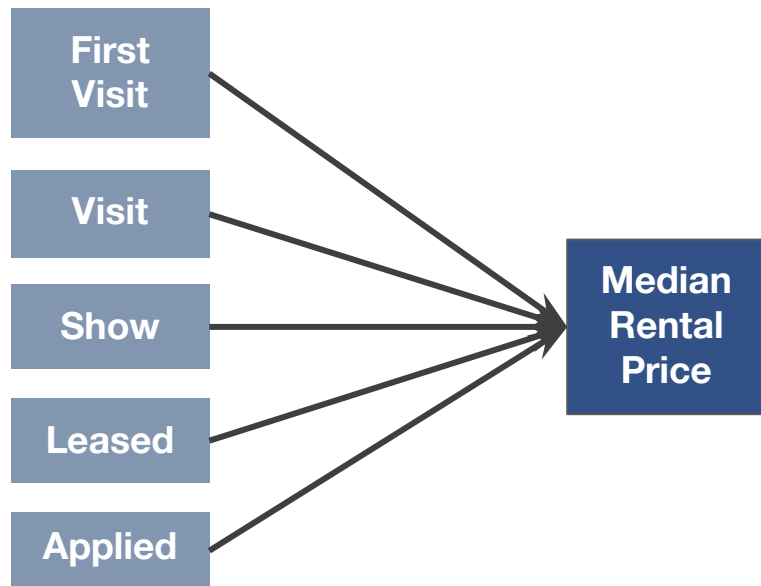 First
Visit
Visit
Show
Leased
Applied
Median
Rental
Price